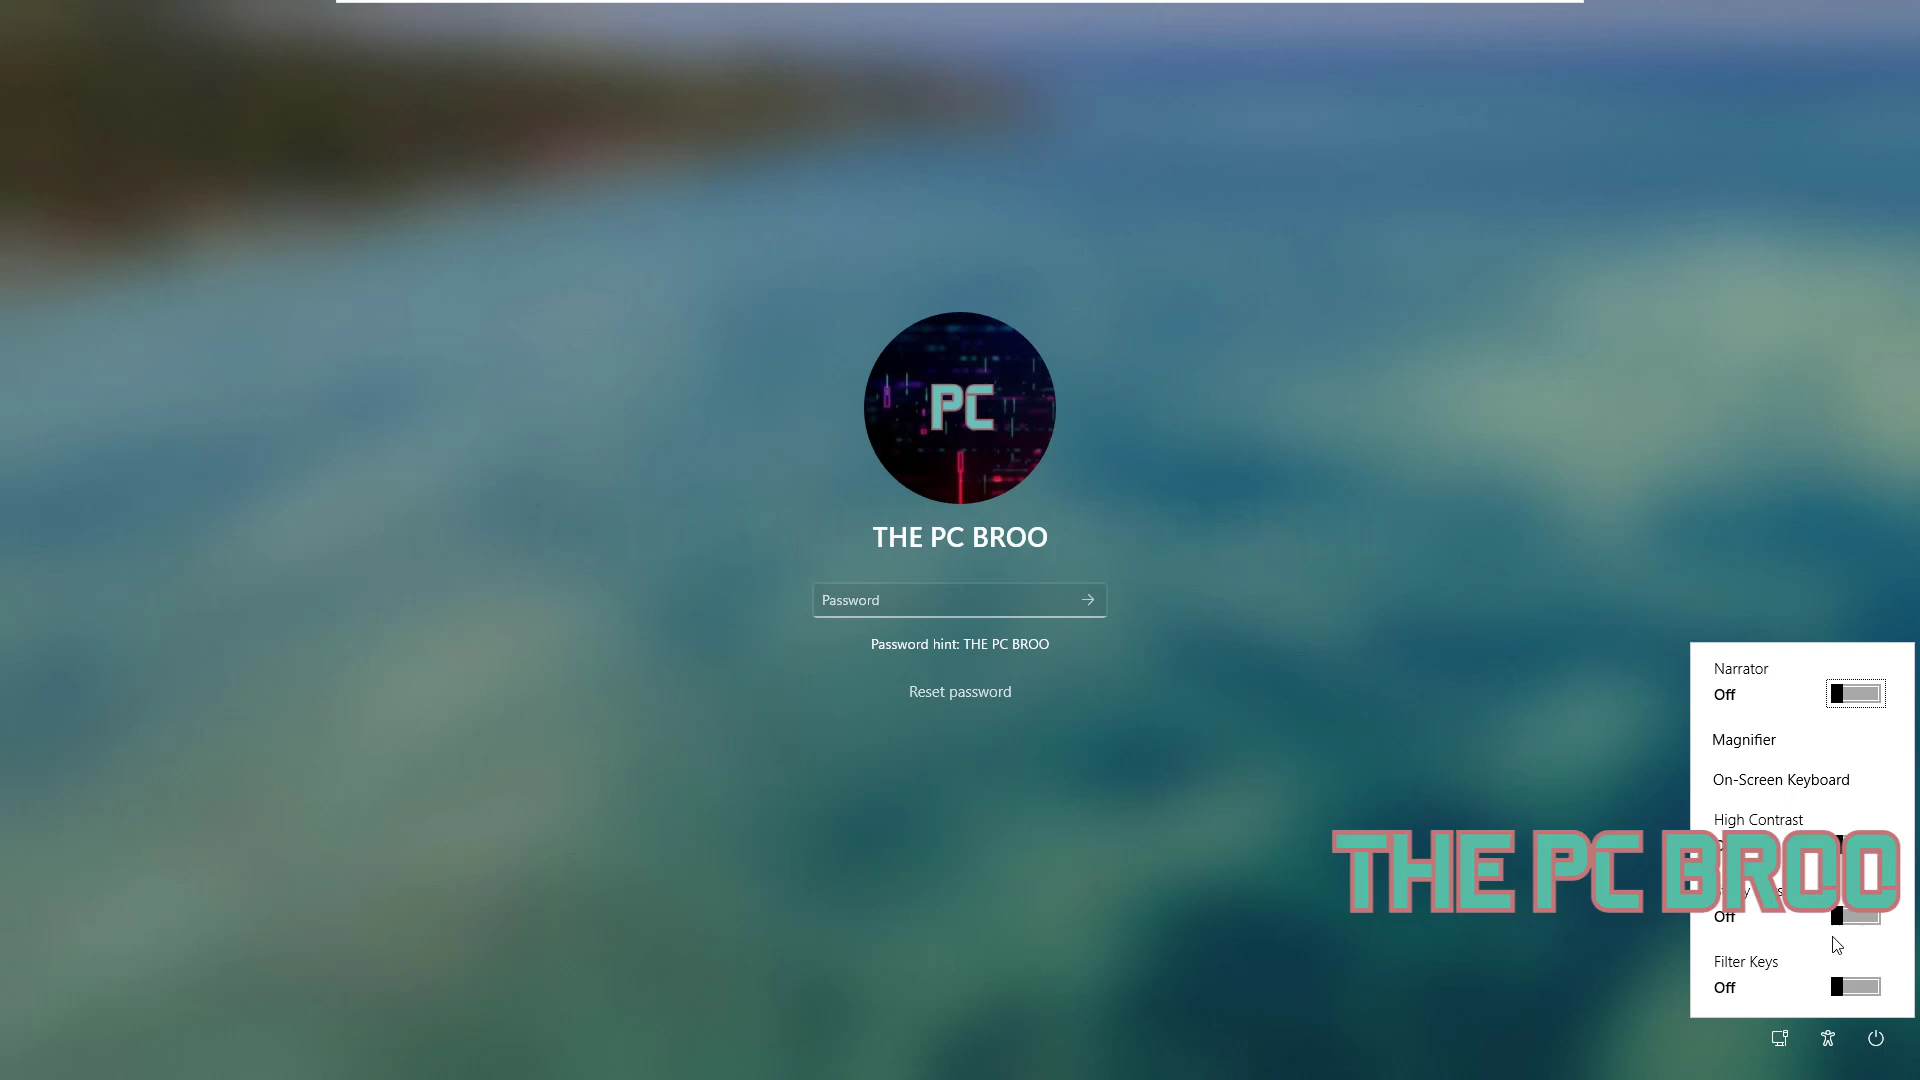 PC
THE PC BROO
Password
Password hint: THE PC BROO
Reset password
Narrator
Off
Magnifier
On-Screen Keyboard
High Contrast
THE PC BROO
Off
Filter Keys
Off